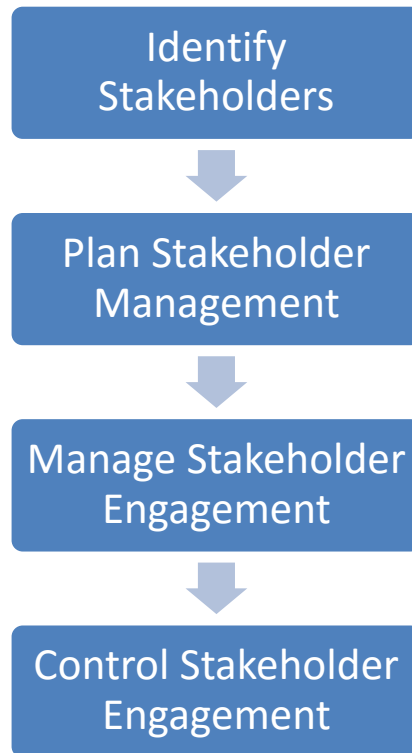 Identify
Stakeholders
Plan Stakeholder
Management
Manage Stakeholder
Engagement
Control Stakeholder
Engagement